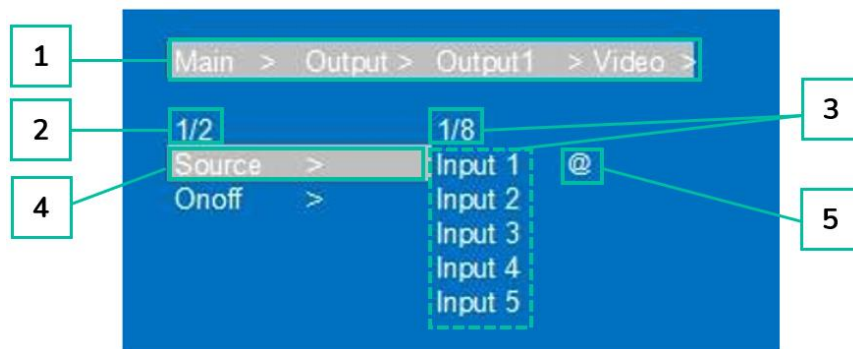 1 Main > Output > Output1 > Video >
2 1/2 1/8 3
4 Source > Input 1 @
Onoff > Input 2 5
Input 3
Input 4
Input 5